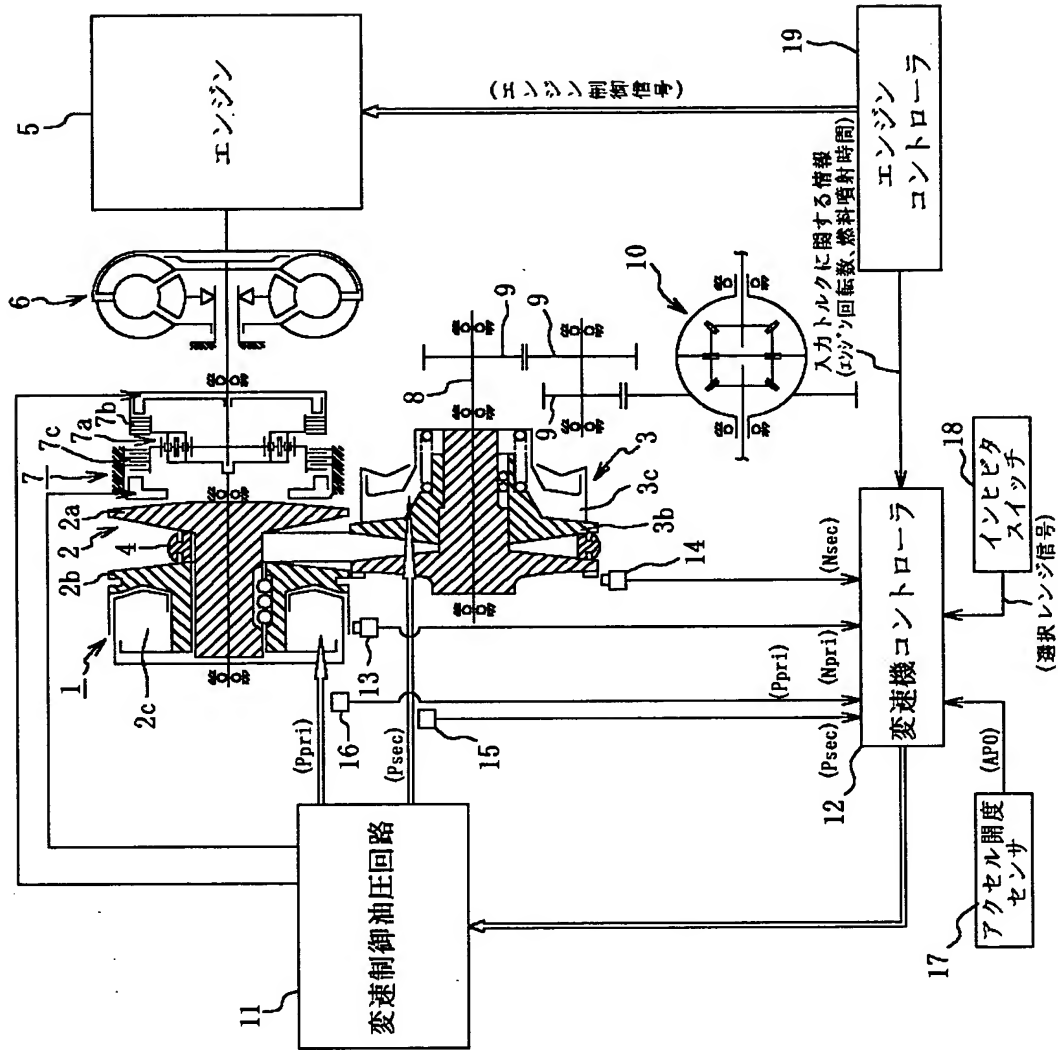 5
エンジン
6
(エンジン制御信号)
19
エンジン
コントローラ
入力トルクに関する情報
(エンジン回転数、燃料噴射時間)
10
9
9
9
8
7
7c
7a
7b
2a
2
4
2b
1
2c
3
3c
3b
14
(Nsec)
13
(Npri)
16
(Ppri)
15
(Psec)
(Ppri)
(Psec)
変速制御油圧回路
11
変速機コントローラ
12
18
インヒビタ
スイッチ
(選択レンジ信号)
(APO)
アクセル開度
センサ
17